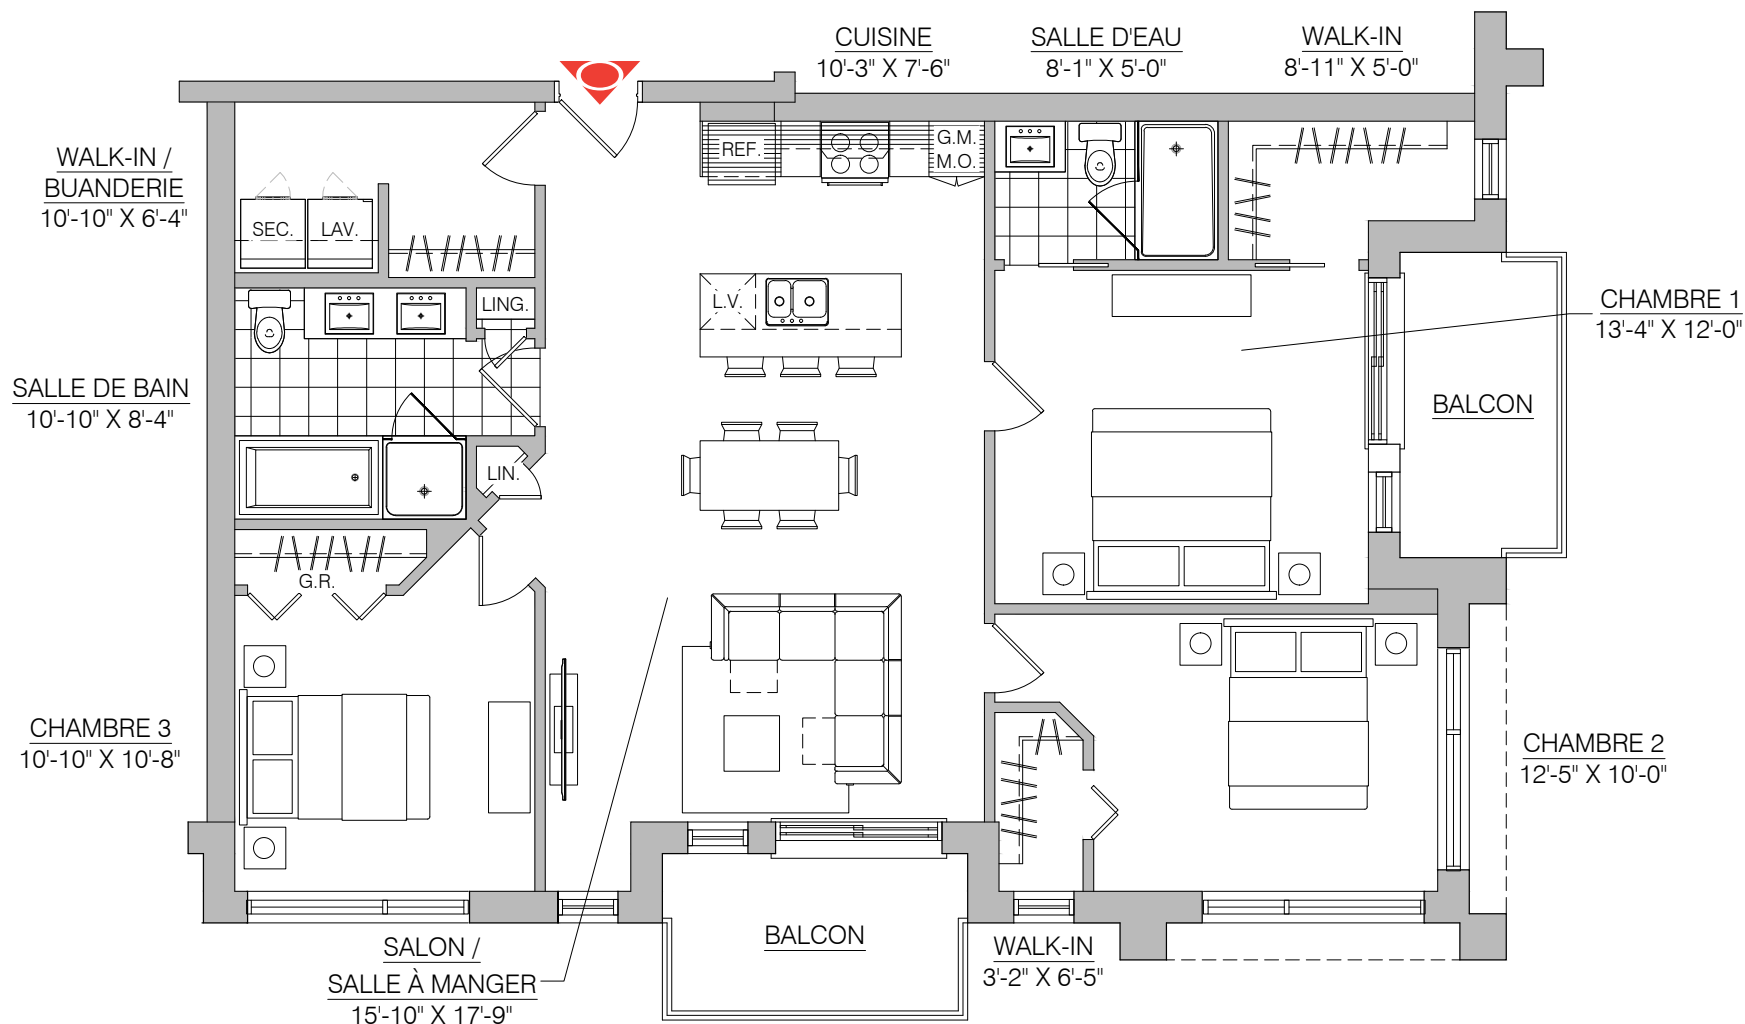 CUISINE
10'-3" X 7'-6"
SALLE D'EAU
8'-1" X 5'-0"
WALK-IN
8'-11" X 5'-0"
WALK-IN /
BUANDERIE
10'-10" X 6'-4"
REF.
G.M.
M.O.
SEC.
LAV.
LING.
L.V.
CHAMBRE 1
13'-4" X 12'-0"
SALLE DE BAIN
10'-10" X 8'-4"
BALCON
LIN.
G.R.
CHAMBRE 3
10'-10" X 10'-8"
CHAMBRE 2
12'-5" X 10'-0"
SALON /
SALLE À MANGER
15'-10" X 17'-9"
BALCON
WALK-IN
3'-2" X 6'-5"